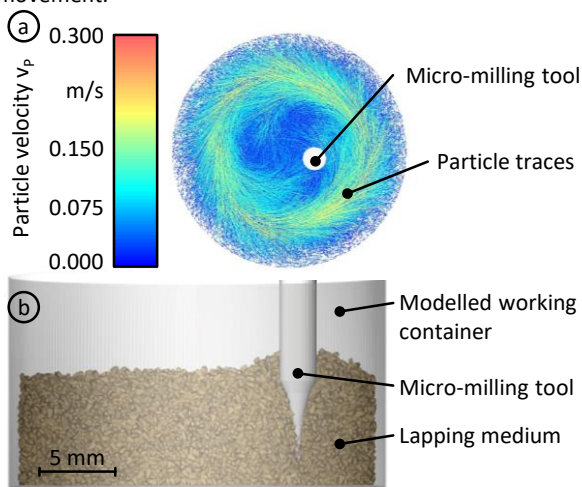 movement.
a
0.300
m/s
0.150
0.075
0.000
Particle velocity vₚ
Micro-milling tool
Particle traces
b
Modelled working
container
Micro-milling tool
Lapping medium
5 mm